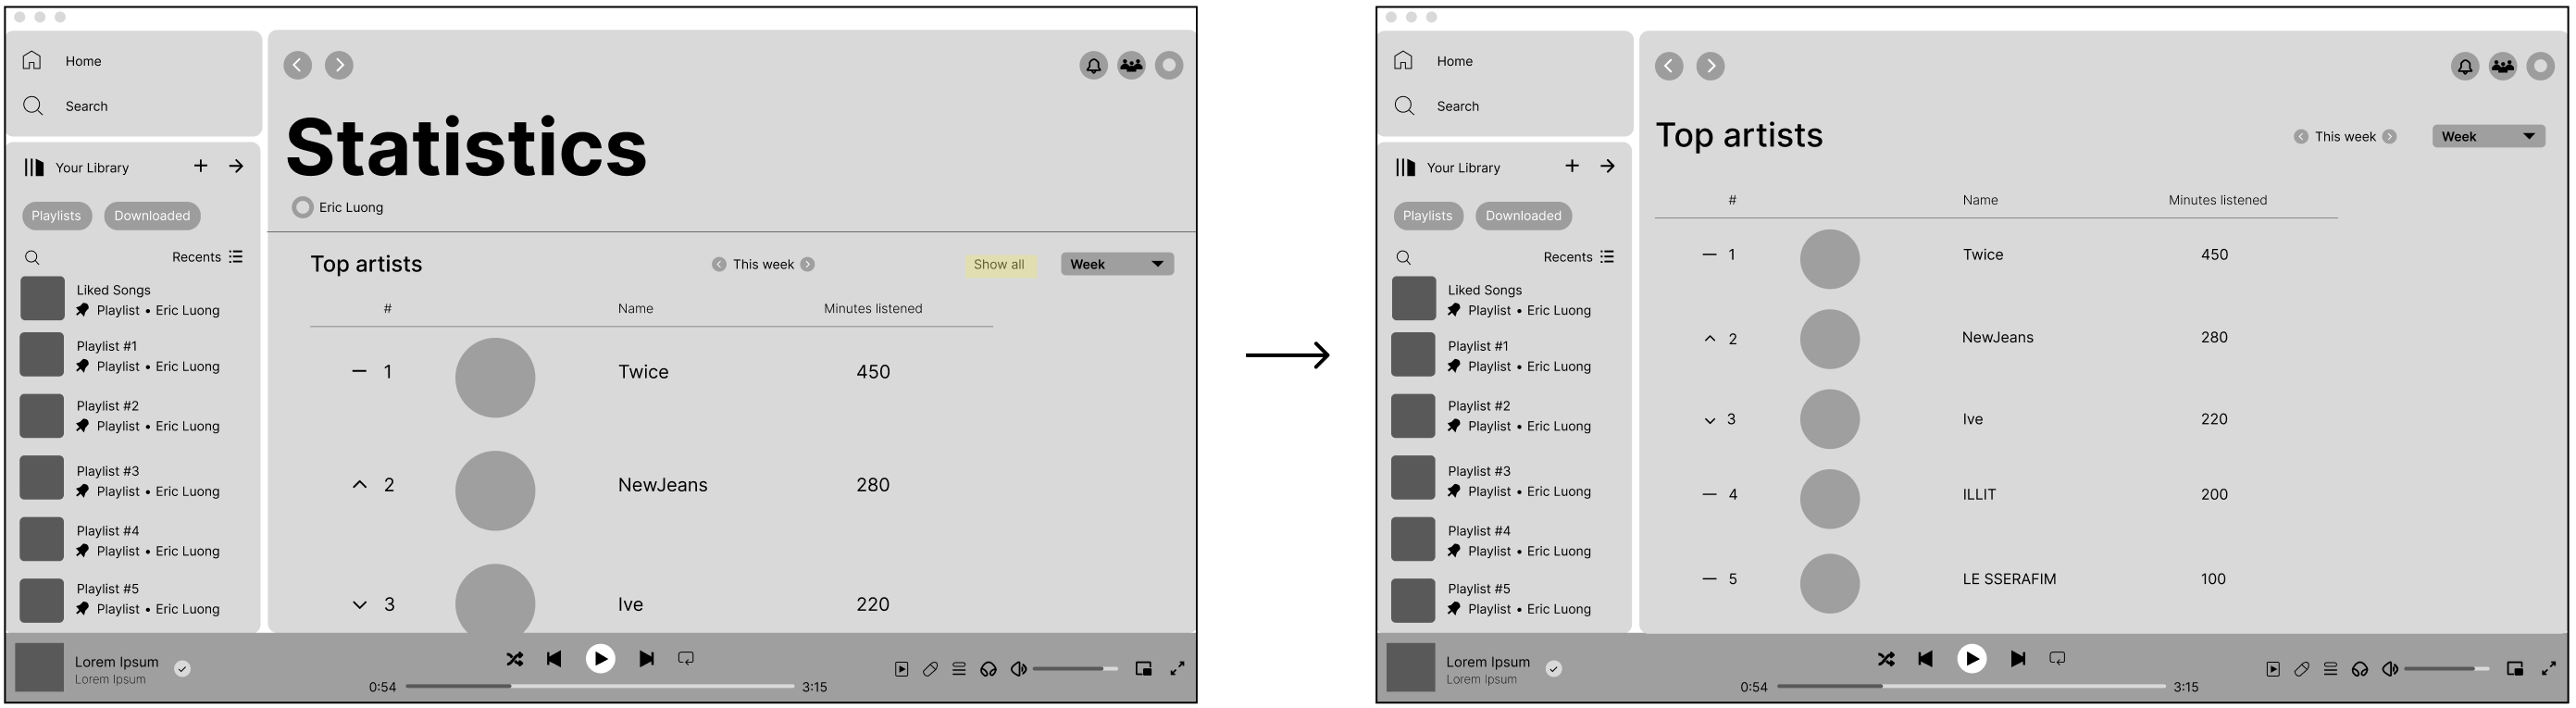 Home
Search
Your Library
Playlists Downloaded
Recents
Liked Songs
Playlist • Eric Luong
Playlist #1
Playlist • Eric Luong
Playlist #2
Playlist • Eric Luong
Playlist #3
Playlist • Eric Luong
Playlist #4
Playlist • Eric Luong
Playlist #5
Playlist • Eric Luong
Statistics
Eric Luong
Top artists This week Show all Week
# Name Minutes listened
1 Twice 450
2 NewJeans 280
3 Ive 220
Lorem Ipsum
Lorem Ipsum
0:54 3:15
Home
Search
Your Library
Playlists Downloaded
Recents
Liked Songs
Playlist • Eric Luong
Playlist #1
Playlist • Eric Luong
Playlist #2
Playlist • Eric Luong
Playlist #3
Playlist • Eric Luong
Playlist #4
Playlist • Eric Luong
Playlist #5
Playlist • Eric Luong
Top artists This week Week
# Name Minutes listened
1 Twice 450
2 NewJeans 280
3 Ive 220
4 ILLIT 200
5 LE SSERAFIM 100
Lorem Ipsum
Lorem Ipsum
0:54 3:15